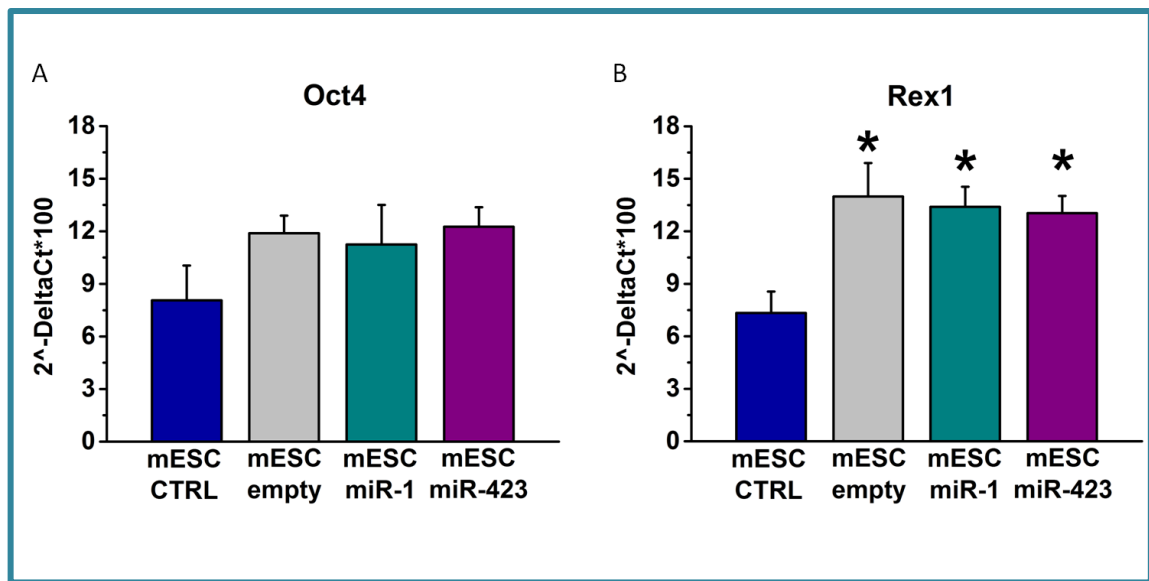 A
Oct4
2^-DeltaCt*100
18
15
12
9
6
3
0
mESC CTRL
mESC empty
mESC miR-1
mESC miR-423
B
Rex1
2^-DeltaCt*100
18
15
12
9
6
3
0
*
*
*
mESC CTRL
mESC empty
mESC miR-1
mESC miR-423